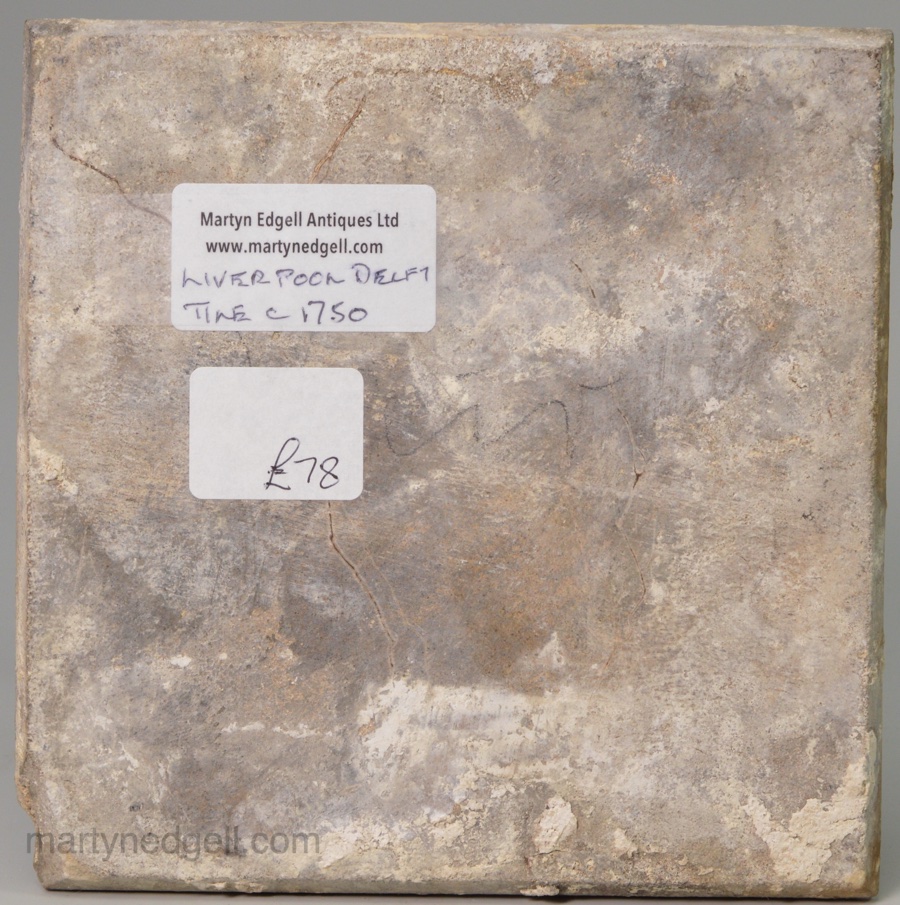 Martyn Edgell Antiques Ltd
www.martynedgell.com
LIVERPOOL DELFT
TILE C 1750
£78
martynedgell.com